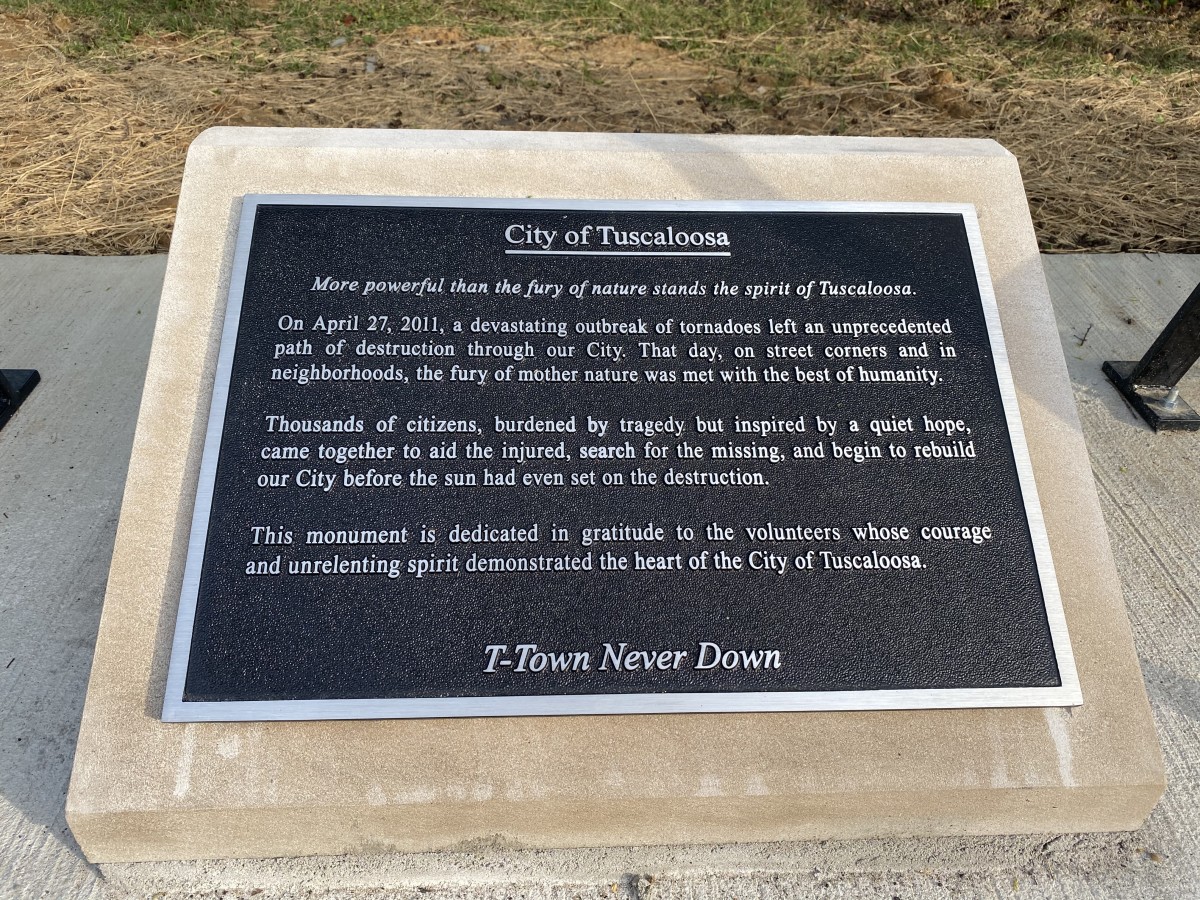 City of Tuscaloosa
More powerful than the fury of nature stands the spirit of Tuscaloosa.
On April 27, 2011, a devastating outbreak of tornadoes left an unprecedented
path of destruction through our City. That day, on street corners and in
neighborhoods, the fury of mother nature was met with the best of humanity.
Thousands of citizens, burdened by tragedy but inspired by a quiet hope,
came together to aid the injured, search for the missing, and begin to rebuild
our City before the sun had even set on the destruction.
This monument is dedicated in gratitude to the volunteers whose courage
and unrelenting spirit demonstrated the heart of the City of Tuscaloosa.
T-Town Never Down